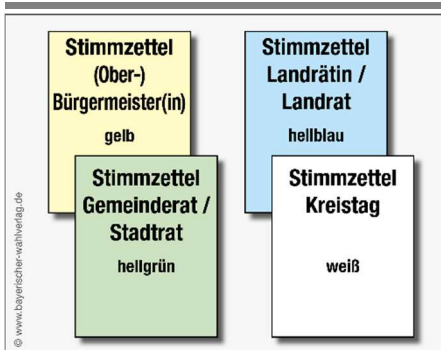 Stimmzettel
(Ober-)
Bürgermeister(in)
gelb
Stimmzettel
Landrätin /
Landrat
hellblau
Stimmzettel
Gemeinderat /
Stadtrat
hellgrün
Stimmzettel
Kreistag
weiß
© www.bayerischer-wahlverlag.de